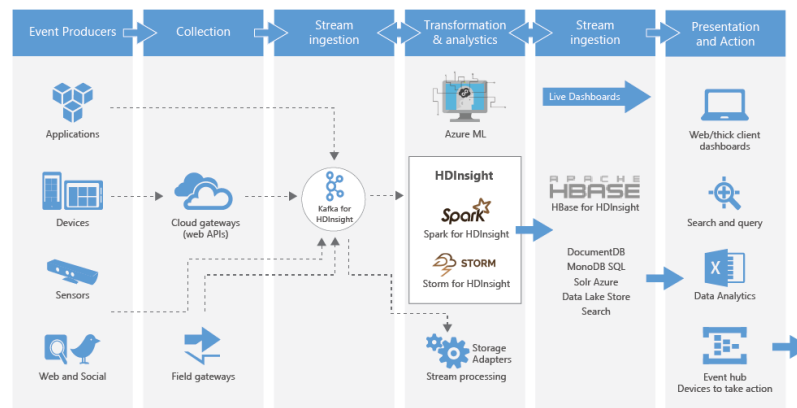 Event Producers
Collection
Stream
ingestion
Transformation
& analystics
Stream
ingestion
Presentation
and Action
Applications
Devices
Sensors
Web and Social
Cloud gateways
(web APIs)
Field gateways
Kafka for
HDInsight
Azure ML
HDInsight
Spark
Spark for HDInsight
STORM
Storm for HDInsight
Storage
Adapters
Stream processing
Live Dashboards
APACHE
HBASE
HBase for HDInsight
DocumentDB
MonoDB SQL
Solr Azure
Data Lake Store
Search
Web/thick client
dashboards
Search and query
X
Data Analytics
Event hub
Devices to take action